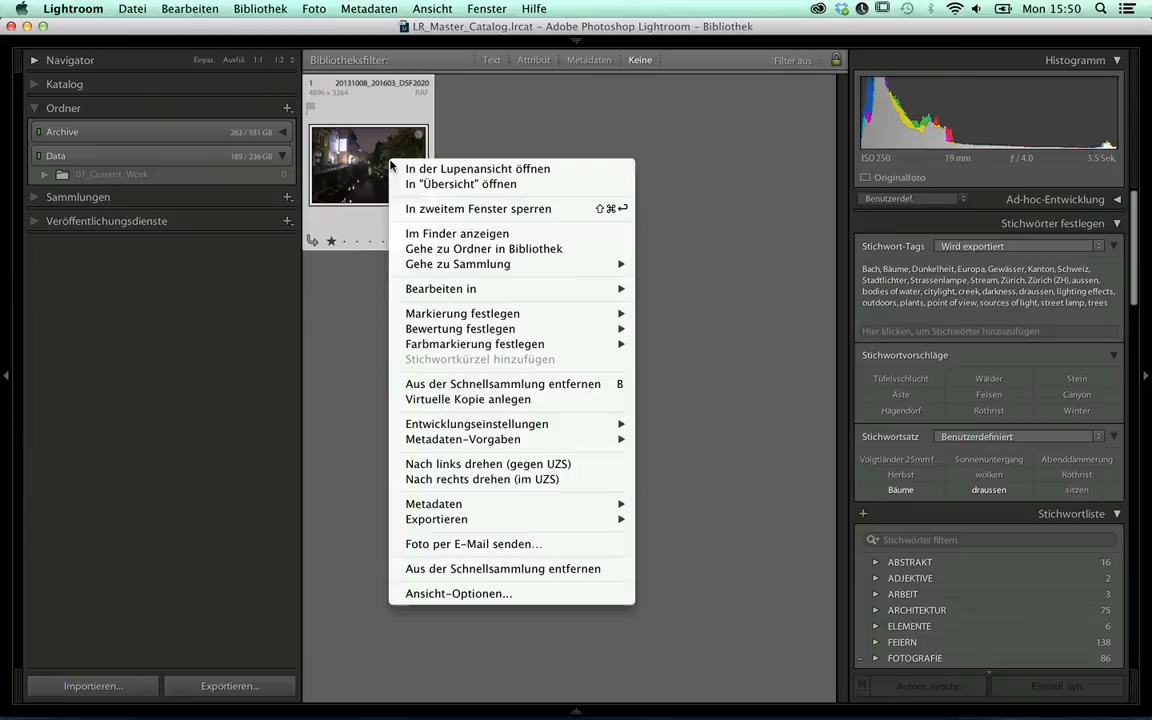 Lightroom Datei Bearbeiten Bibliothek Foto Metadaten Ansicht Fenster Hilfe Mon 15:50
LR_Master_Catalog.lrcat – Adobe Photoshop Lightroom – Bibliothek
Navigator Einpas. Ausfül. 1:1 1:2
Katalog
Ordner
Archive 263 / 931 GB
Data 189 / 236 GB
01_Current_Work 0
Sammlungen
Veröffentlichungsdienste
Importieren... Exportieren...
Bibliotheksfilter: Text Attribut Metadaten Keine Filter aus
1 20131008_201603_DSF2020
4896 x 3264 RAF
In der Lupenansicht öffnen
In "Übersicht" öffnen
In zweitem Fenster sperren ⇧⌘↩
Im Finder anzeigen
Gehe zu Ordner in Bibliothek
Gehe zu Sammlung
Bearbeiten in
Markierung festlegen
Bewertung festlegen
Farbmarkierung festlegen
Stichwortkürzel hinzufügen
Aus der Schnellsammlung entfernen B
Virtuelle Kopie anlegen
Entwicklungseinstellungen
Metadaten-Vorgaben
Nach links drehen (gegen UZS)
Nach rechts drehen (im UZS)
Metadaten
Exportieren
Foto per E-Mail senden...
Aus der Schnellsammlung entfernen
Ansicht-Optionen...
Histogramm
ISO 250 19 mm ƒ / 4.0 3.5 Sek.
Originalfoto
Benutzerdef. Ad-hoc-Entwicklung
Stichwörter festlegen
Stichwort-Tags Wird exportiert
Bach, Bäume, Dunkelheit, Europa, Gewässer, Kanton, Schweiz,
Stadtlichter, Strassenlampe, Stream, Zürich, Zürich (ZH), aussen,
bodies of water, citylight, creek, darkness, draussen, lighting effects,
outdoors, plants, point of view, sources of light, street lamp, trees
Hier klicken, um Stichwörter hinzuzufügen
Stichwortvorschläge
Tüfelsschlucht Wälder Stein
Äste Felsen Canyon
Hägendorf Rothrist Winter
Stichwortsatz Benutzerdefiniert
Voigtländer 25mm f... Sonnenuntergang Abenddämmerung
Herbst wolken Rothrist
Bäume draussen sitzen
Stichwortliste
Stichwörter filtern
ABSTRAKT 16
ADJEKTIVE 2
ARBEIT 3
ARCHITEKTUR 75
ELEMENTE 6
FEIERN 138
FOTOGRAFIE 86
Autom. synchr. Einstell. syn.